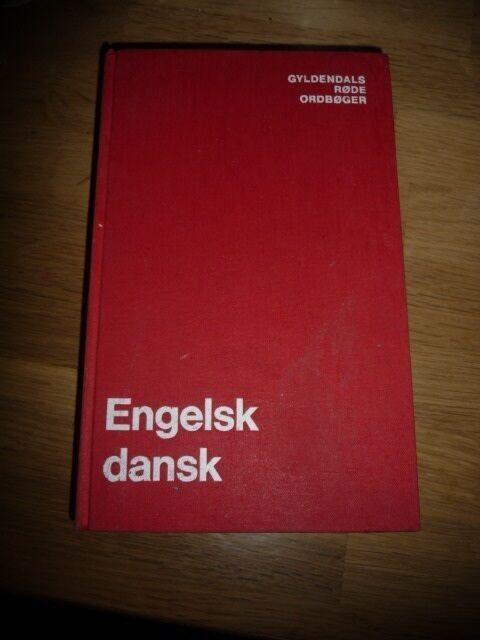 GYLDENDALS
RØDE
ORDBØGER
Engelsk
dansk